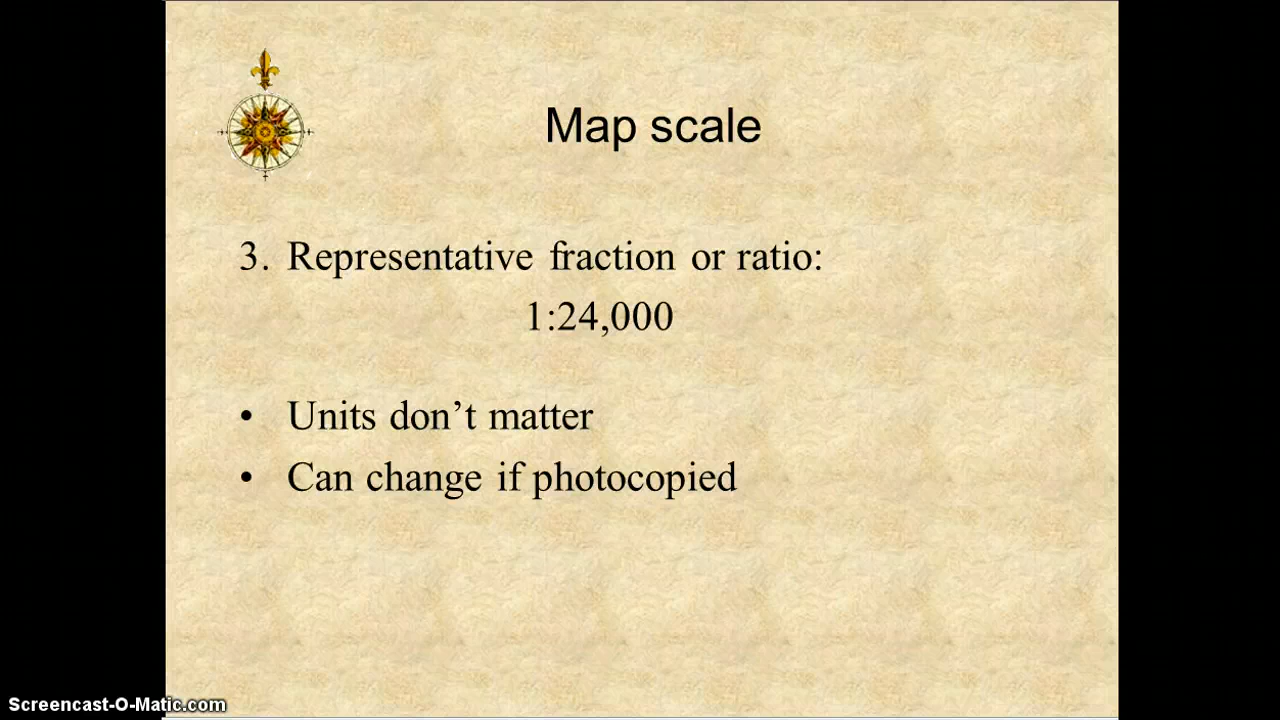 Map scale
3. Representative fraction or ratio:
1:24,000
• Units don’t matter
• Can change if photocopied
Screencast-O-Matic.com